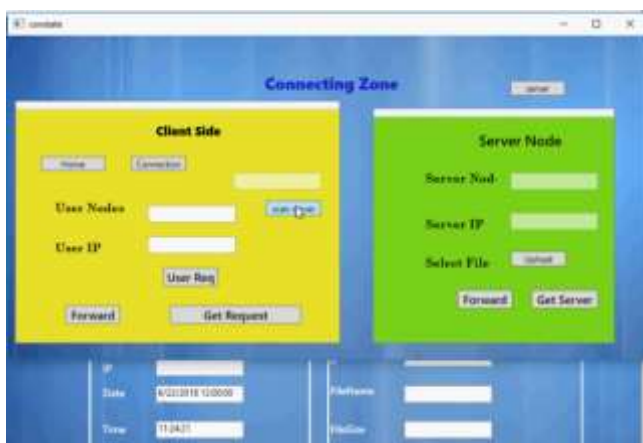 Connecting Zone
server
Client Side
Server Node
Home
Connection
Server Nod
User Nodes
Server IP
User IP
Select File
Upload
User Req
Forward
Get Server
Forward
Get Request
IP
Date
6/22/2018 12:00:00
FileName
Time
11:24:21
FileSize